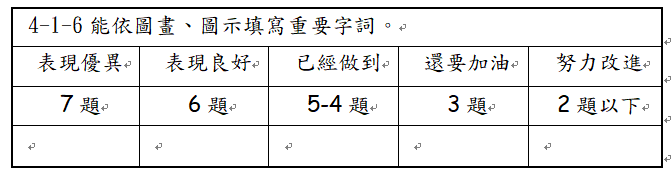 4-1-6 能依圖畫、圖示填寫重要字詞。
表現優異 表現良好 已經做到 還要加油 努力改進
7 題 6 題 5-4 題 3 題 2 題以下